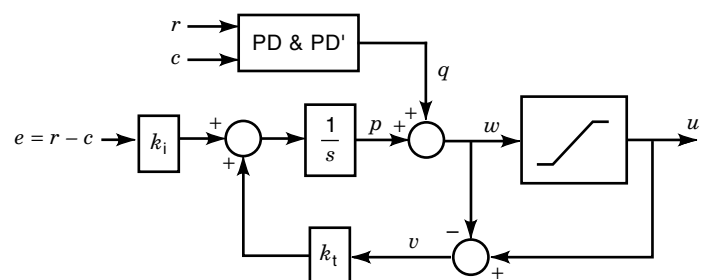 r
c
PD & PD'
q
e = r – c
k_i
+
+
1
s
p
+
+
w
u
k_t
v
–
+